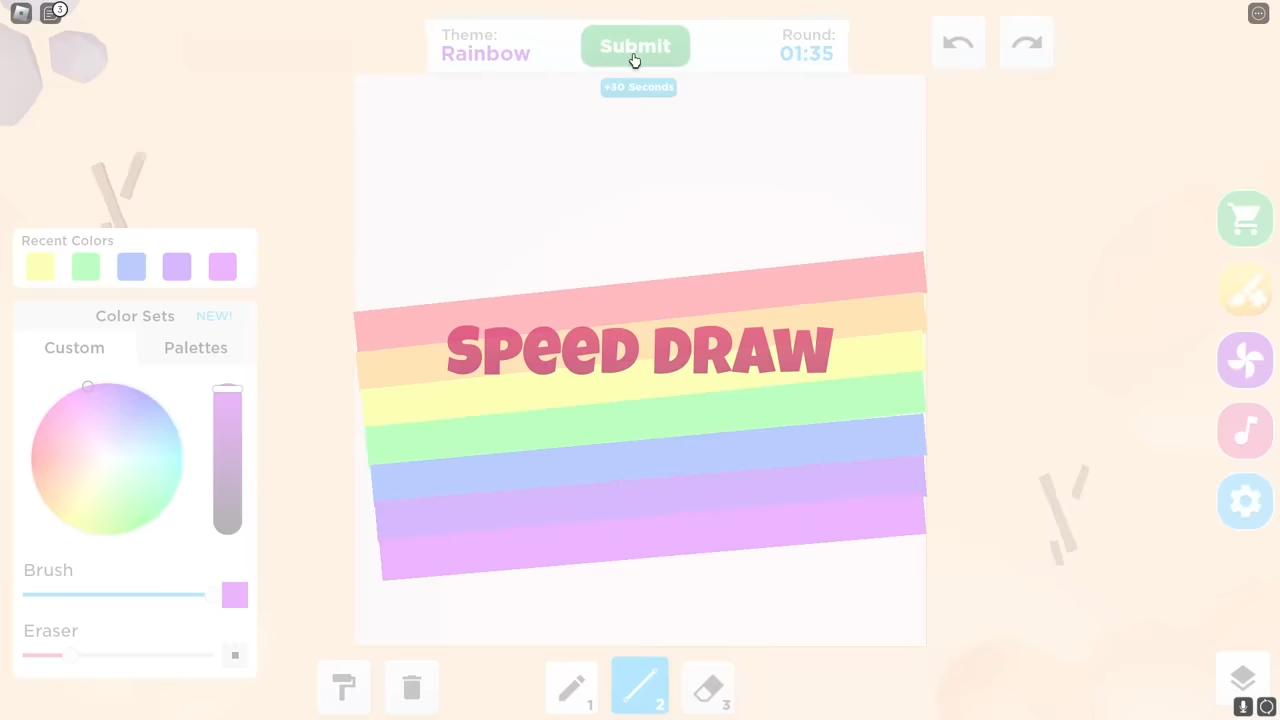 3
Theme:
Rainbow
Submit
Round:
01:35
+30 Seconds
Recent Colors
Color Sets
NEW!
Custom
Palettes
SPeeD DRAW
Brush
Eraser
1
2
3